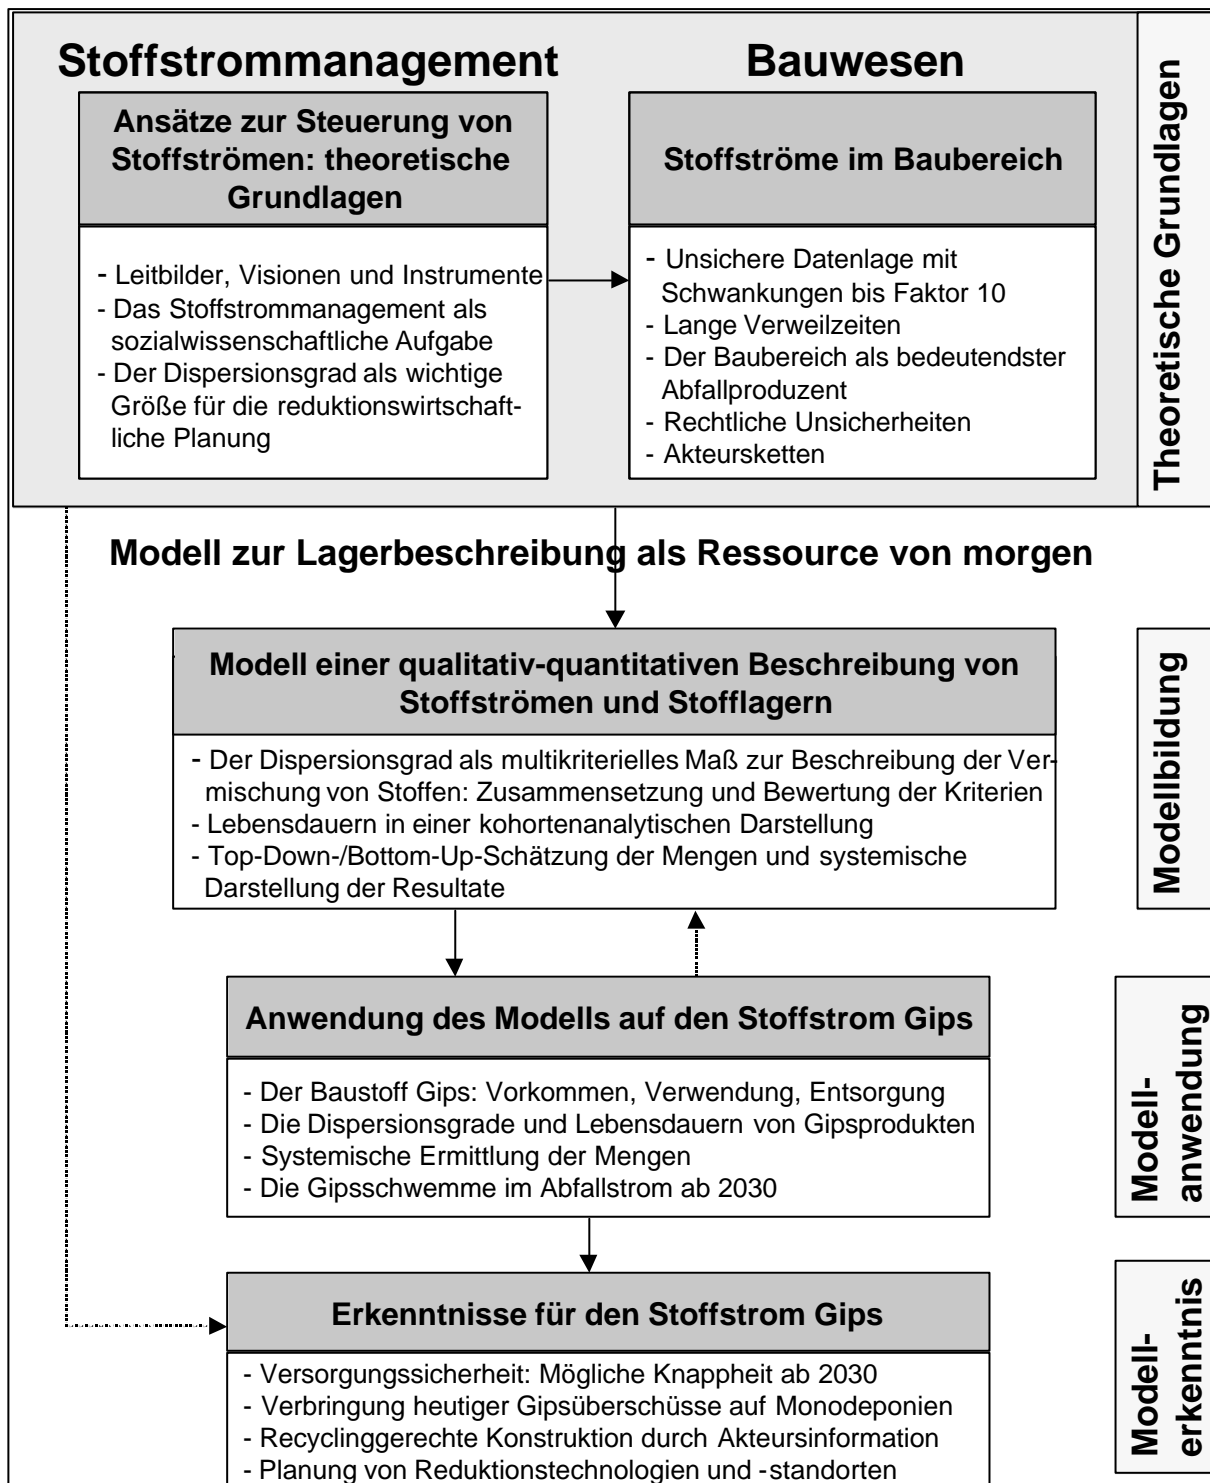 Stoffstrommanagement
Bauwesen
Ansätze zur Steuerung von
Stoffströmen: theoretische
Grundlagen
- Leitbilder, Visionen und Instrumente
- Das Stoffstrommanagement als
sozialwissenschaftliche Aufgabe
- Der Dispersionsgrad als wichtige
Größe für die reduktionswirtschaft-
liche Planung
Stoffströme im Baubereich
- Unsichere Datenlage mit
Schwankungen bis Faktor 10
- Lange Verweilzeiten
- Der Baubereich als bedeutendster
Abfallproduzent
- Rechtliche Unsicherheiten
- Akteursketten
Theoretische Grundlagen
Modell zur Lagerbeschreibung als Ressource von morgen
Modell einer qualitativ-quantitativen Beschreibung von
Stoffströmen und Stofflagern
- Der Dispersionsgrad als multikriterielles Maß zur Beschreibung der Ver-
mischung von Stoffen: Zusammensetzung und Bewertung der Kriterien
- Lebensdauern in einer kohortenanalytischen Darstellung
- Top-Down-/Bottom-Up-Schätzung der Mengen und systemische
Darstellung der Resultate
Modellbildung
Anwendung des Modells auf den Stoffstrom Gips
- Der Baustoff Gips: Vorkommen, Verwendung, Entsorgung
- Die Dispersionsgrade und Lebensdauern von Gipsprodukten
- Systemische Ermittlung der Mengen
- Die Gipsschwemme im Abfallstrom ab 2030
Modell-
anwendung
Erkenntnisse für den Stoffstrom Gips
- Versorgungssicherheit: Mögliche Knappheit ab 2030
- Verbringung heutiger Gipsüberschüsse auf Monodeponien
- Recyclinggerechte Konstruktion durch Akteursinformation
- Planung von Reduktionstechnologien und -standorten
Modell-
erkenntnis